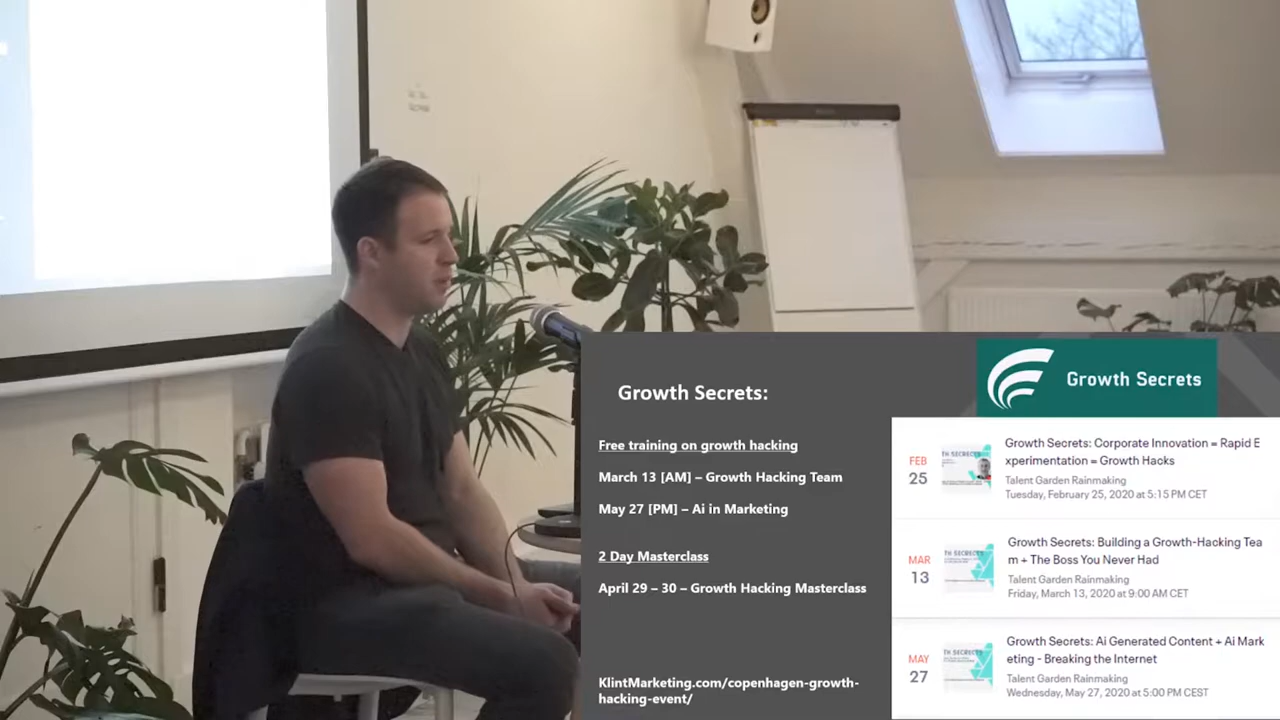 Growth Secrets
Growth Secrets:
Free training on growth hacking
March 13 [AM] – Growth Hacking Team
May 27 [PM] – Ai in Marketing
2 Day Masterclass
April 29 – 30 – Growth Hacking Masterclass
KlintMarketing.com/copenhagen-growth-
hacking-event/
FEB
25
Growth Secrets: Corporate Innovation = Rapid E
xperimentation = Growth Hacks
Talent Garden Rainmaking
Tuesday, February 25, 2020 at 5:15 PM CET
MAR
13
Growth Secrets: Building a Growth-Hacking Tea
m + The Boss You Never Had
Talent Garden Rainmaking
Friday, March 13, 2020 at 9:00 AM CET
MAY
27
Growth Secrets: Ai Generated Content + Ai Mark
eting - Breaking the Internet
Talent Garden Rainmaking
Wednesday, May 27, 2020 at 5:00 PM CEST